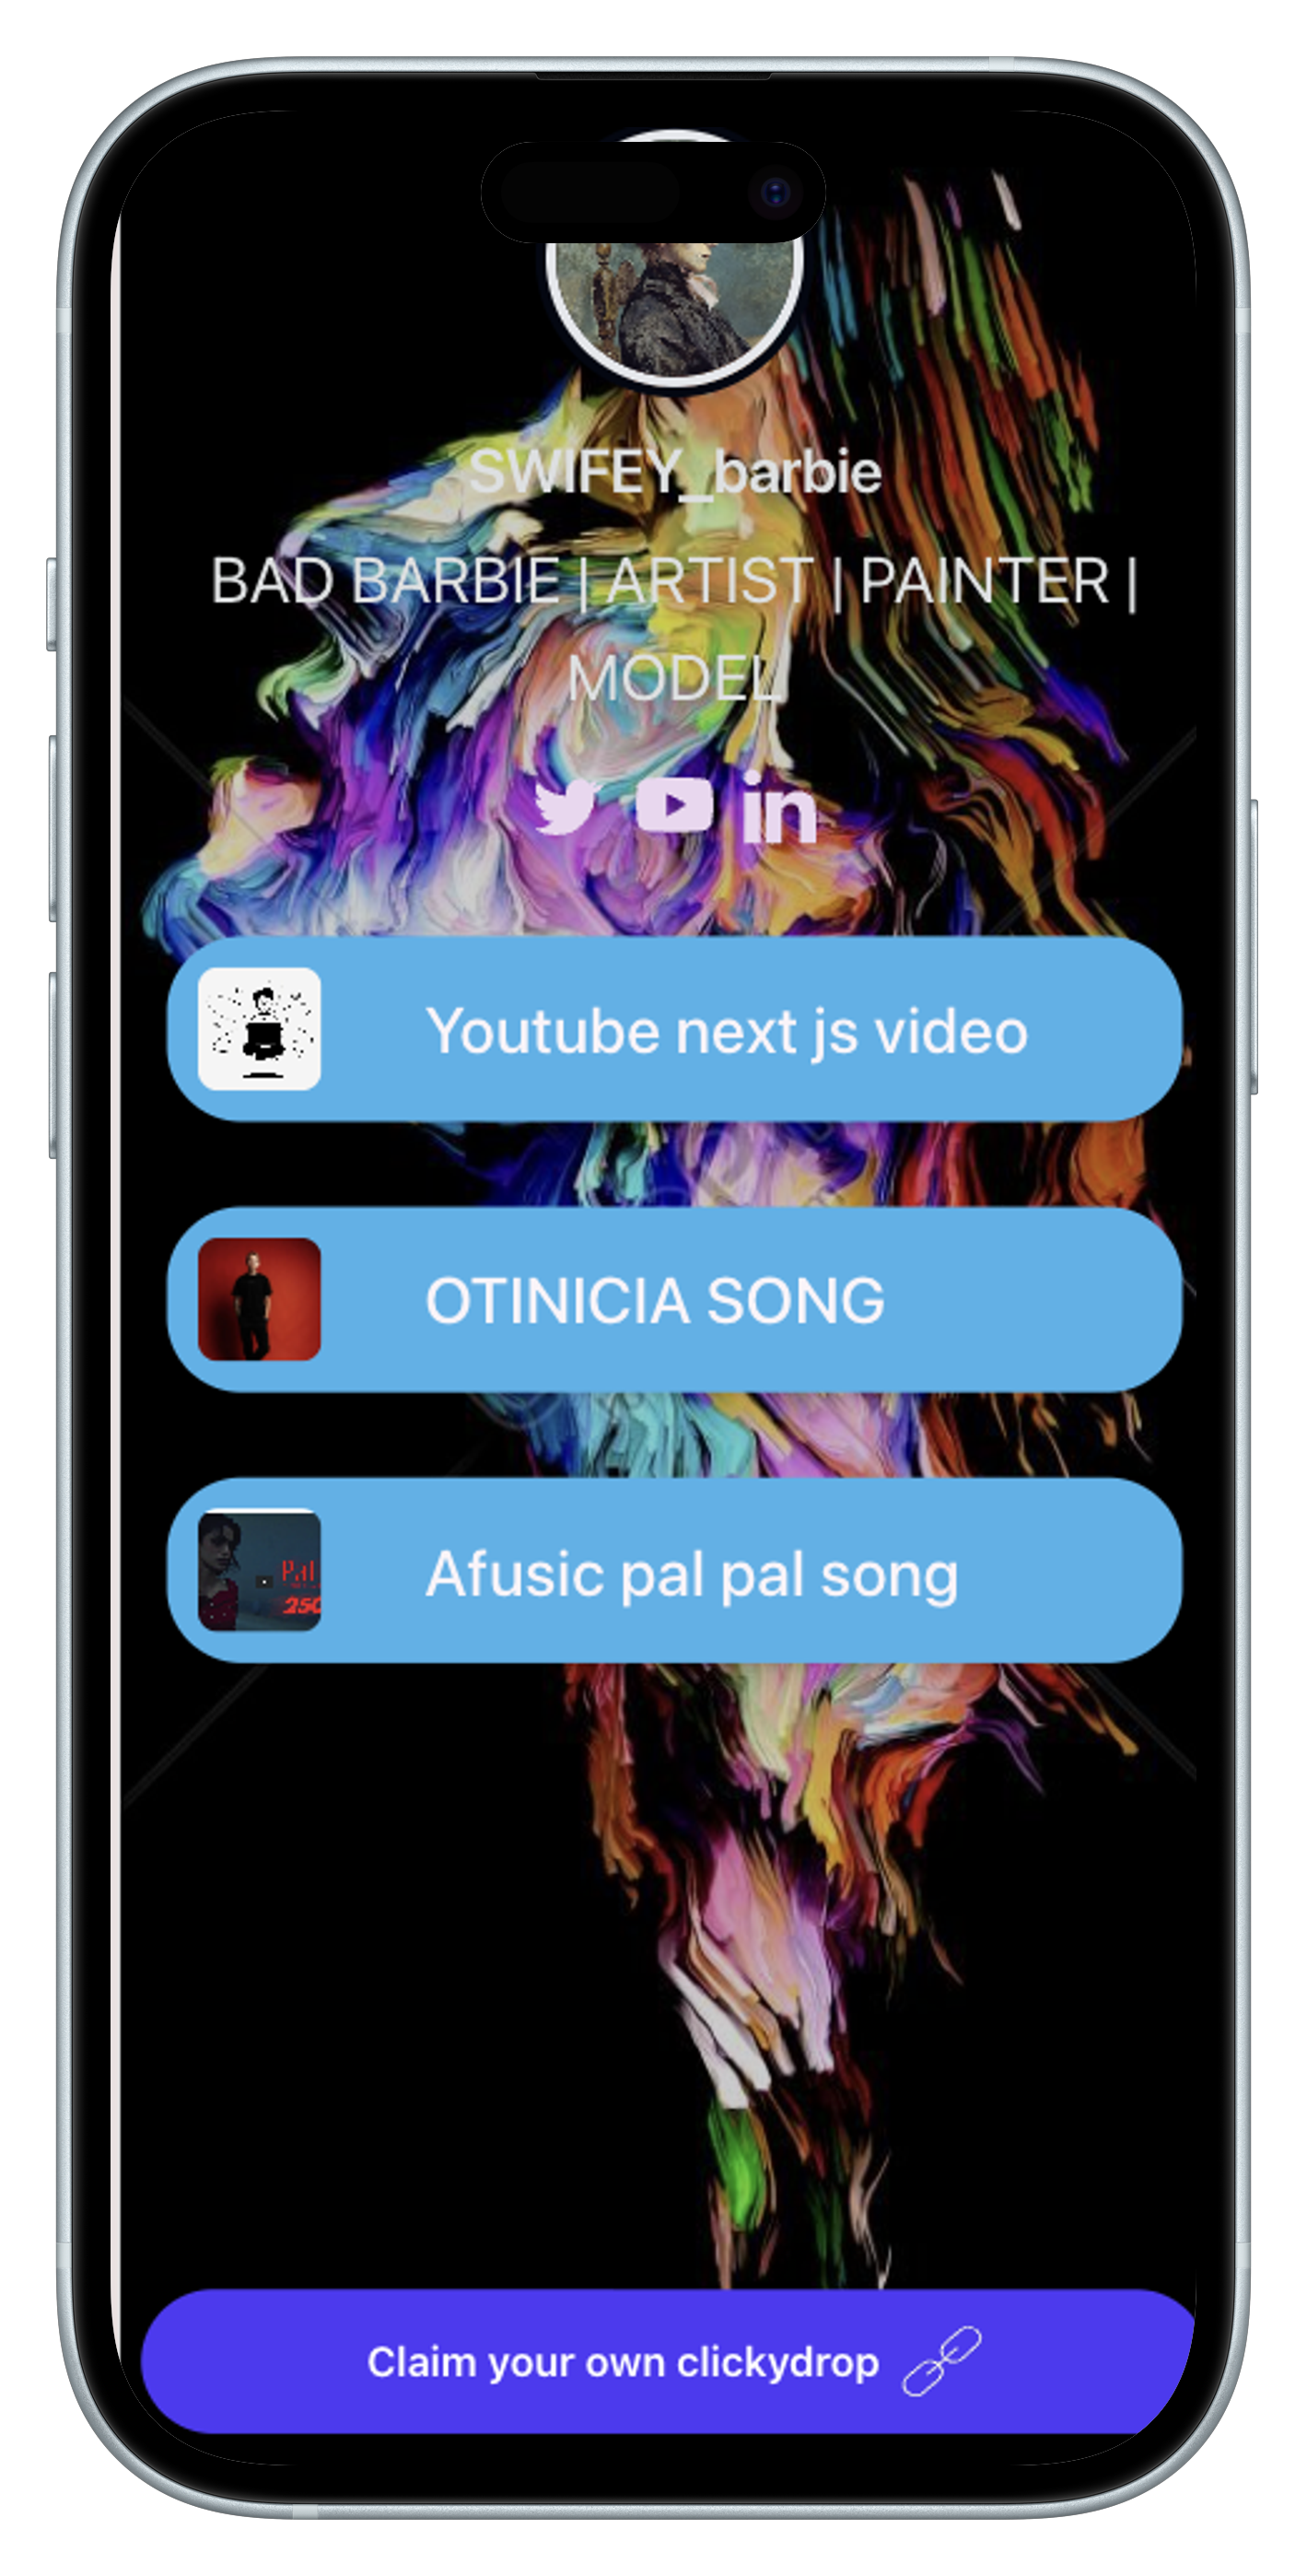 SWIFEY_barbie
BAD BARBIE | ARTIST | PAINTER |
MODEL
in
Youtube next js video
OTINICIA SONG
Afusic pal pal song
Pal
250
Claim your own clickydrop